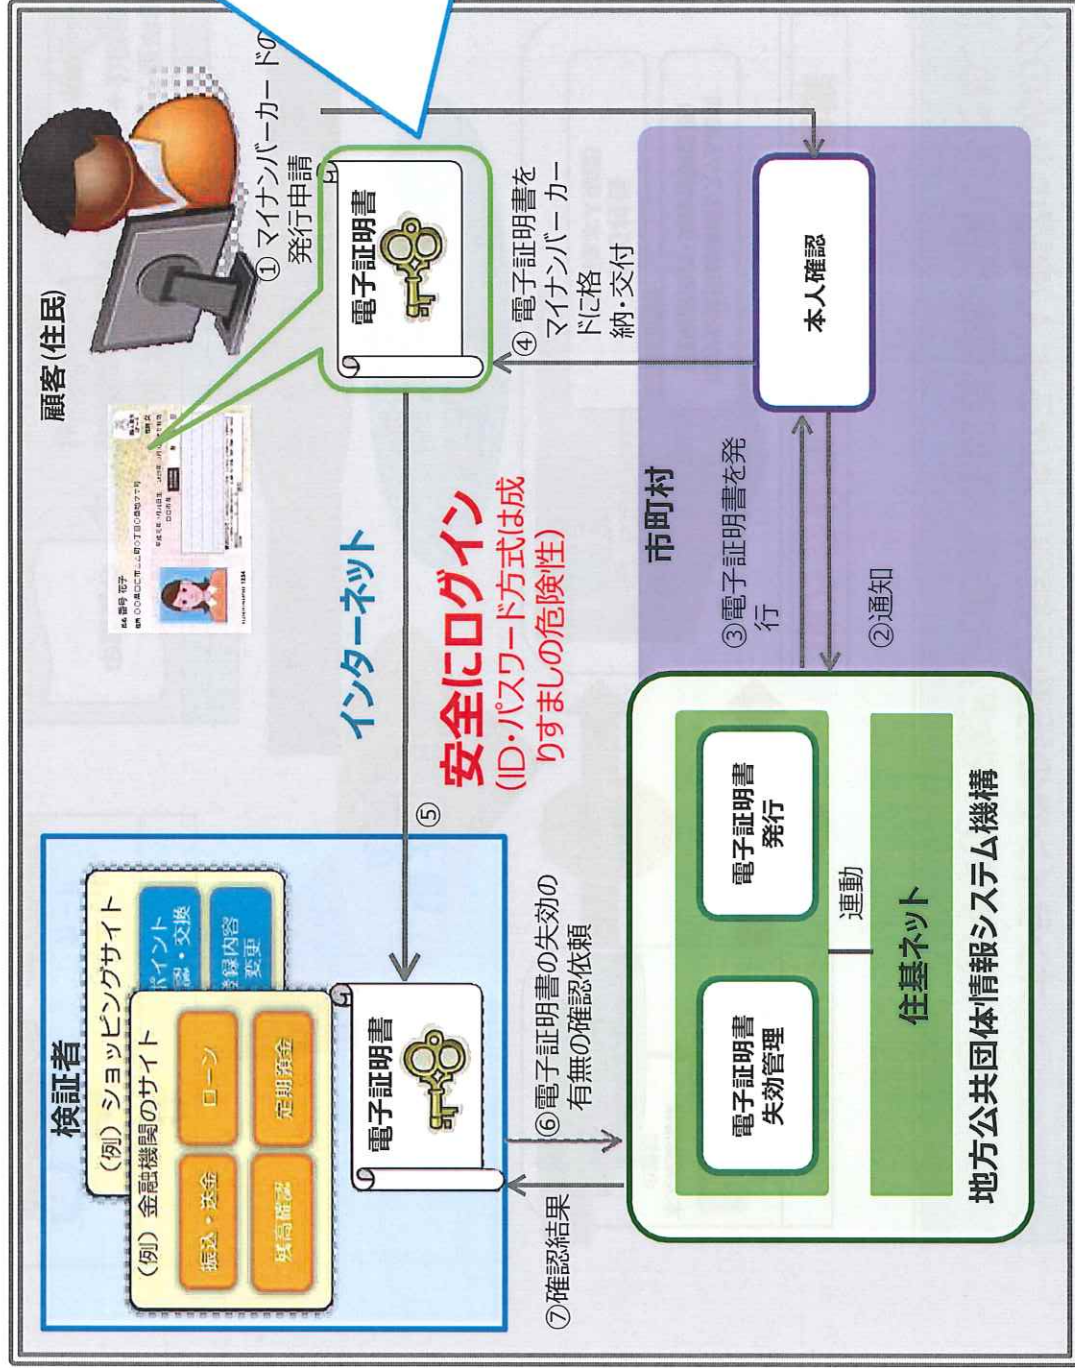 検証者
（例）ショッピングサイト
（例）金融機関のサイト
イント
・交換
録内容
変更
振込・送金
ローン
残高確認
定期預金
電子証明書
⑤
インターネット
安全にログイン
(ID・パスワード方式は成
りすましの危険性)
顧客(住民)
氏名 番号 花子
① マイナンバーカードの
発行申請
電子証明書
④ 電子証明書を
マイナンバーカー
ドに格
納・交付
⑦確認結果
⑥電子証明書の失効の
有無の確認依頼
市町村
③電子証明書を発
行
②通知
本人確認
電子証明書
失効管理
電子証明書
発行
連動
住基ネット
地方公共団体情報システム機構